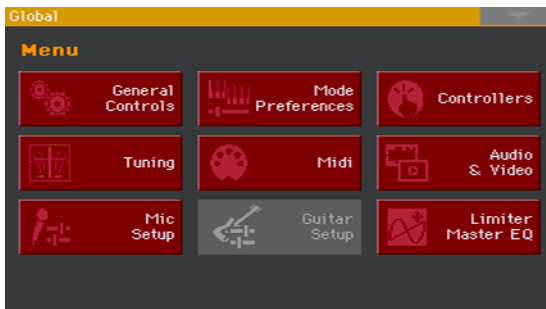 Global
Menu
General
Controls
Mode
Preferences
Controllers
Tuning
Midi
Audio
& Video
Mic
Setup
Guitar
Setup
Limiter
Master EQ